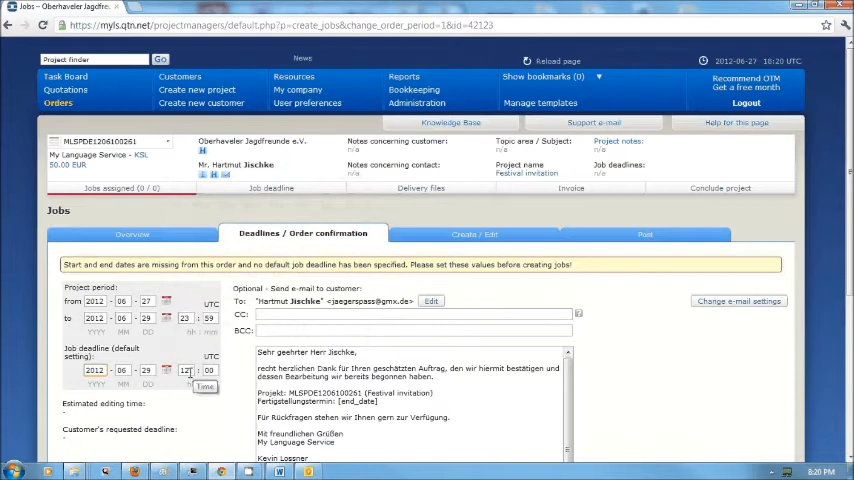 Jobs – Oberhaveler Jagdfreu
https://myls.qtn.net/projectmanagers/default.php?p=create_jobs&change_order_period=1&id=42123
Project finder Go News Reload page 2012-06-27 18:20 UTC
Task Board Customers Resources Reports Show bookmarks (0) Recommend OTM
Quotations Create new project My company Bookkeeping Get a free month
Orders Create new customer User preferences Administration Manage templates Logout
Knowledge Base Support e-mail Help for this page
MLSPDE1206100261 Oberhaveler Jagdfreunde e.V. Notes concerning customer: Topic area / Subject: Project notes:
n/a n/a n/a
My Language Service - KSL
50.00 EUR
Mr. Hartmut Jischke Notes concerning contact: Project name Job deadlines:
n/a Festival invitation n/a
Jobs assigned (0 / 0) Job deadline Delivery files Invoice Conclude project
Jobs
Overview Deadlines / Order confirmation Create / Edit Post
Start and end dates are missing from this order and no default job deadline has been specified. Please set these values before creating jobs!
Project period:
from 2012 - 06 - 27 UTC
to 2012 - 06 - 29 23 : 59
YYYY MM DD hh : mm
Job deadline (default
setting): UTC
2012 - 06 - 29 12 : 00
YYYY MM DD
Time
Estimated editing time:
-
Customer's requested deadline:
-
Optional - Send e-mail to customer:
To: "Hartmut Jischke" <jaegerspass@gmx.de> Edit Change e-mail settings
CC:
BCC:
Sehr geehrter Herr Jischke,
recht herzlichen Dank für Ihren geschätzten Auftrag, den wir hiermit bestätigen und
dessen Bearbeitung wir bereits begonnen haben.
Projekt: MLSPDE1206100261 (Festival invitation)
Fertigstellungstermin: [end_date]
Für Rückfragen stehen wir Ihnen gern zur Verfügung.
Mit freundlichen Grüßen
My Language Service
Kevin Lossner
8:20 PM